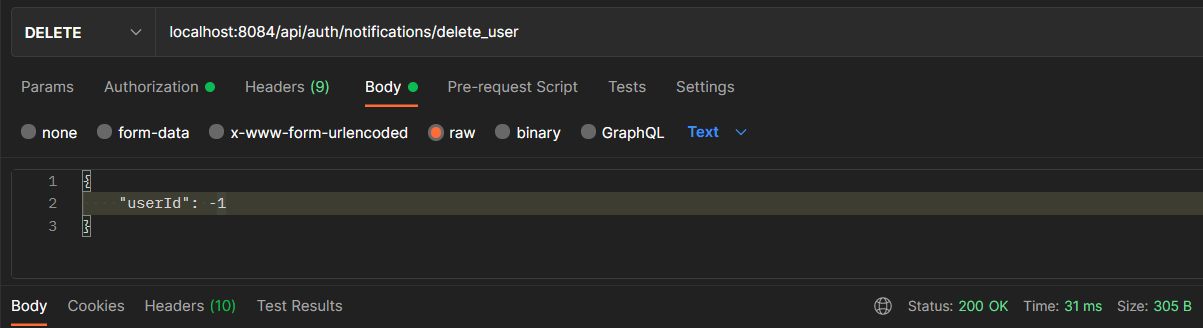 DELETE localhost:8084/api/auth/notifications/delete_user
Params Authorization Headers (9) Body Pre-request Script Tests Settings
none form-data x-www-form-urlencoded raw binary GraphQL Text
1 {
2 "userId": -1
3 }
Body Cookies Headers (10) Test Results Status: 200 OK Time: 31 ms Size: 305 B